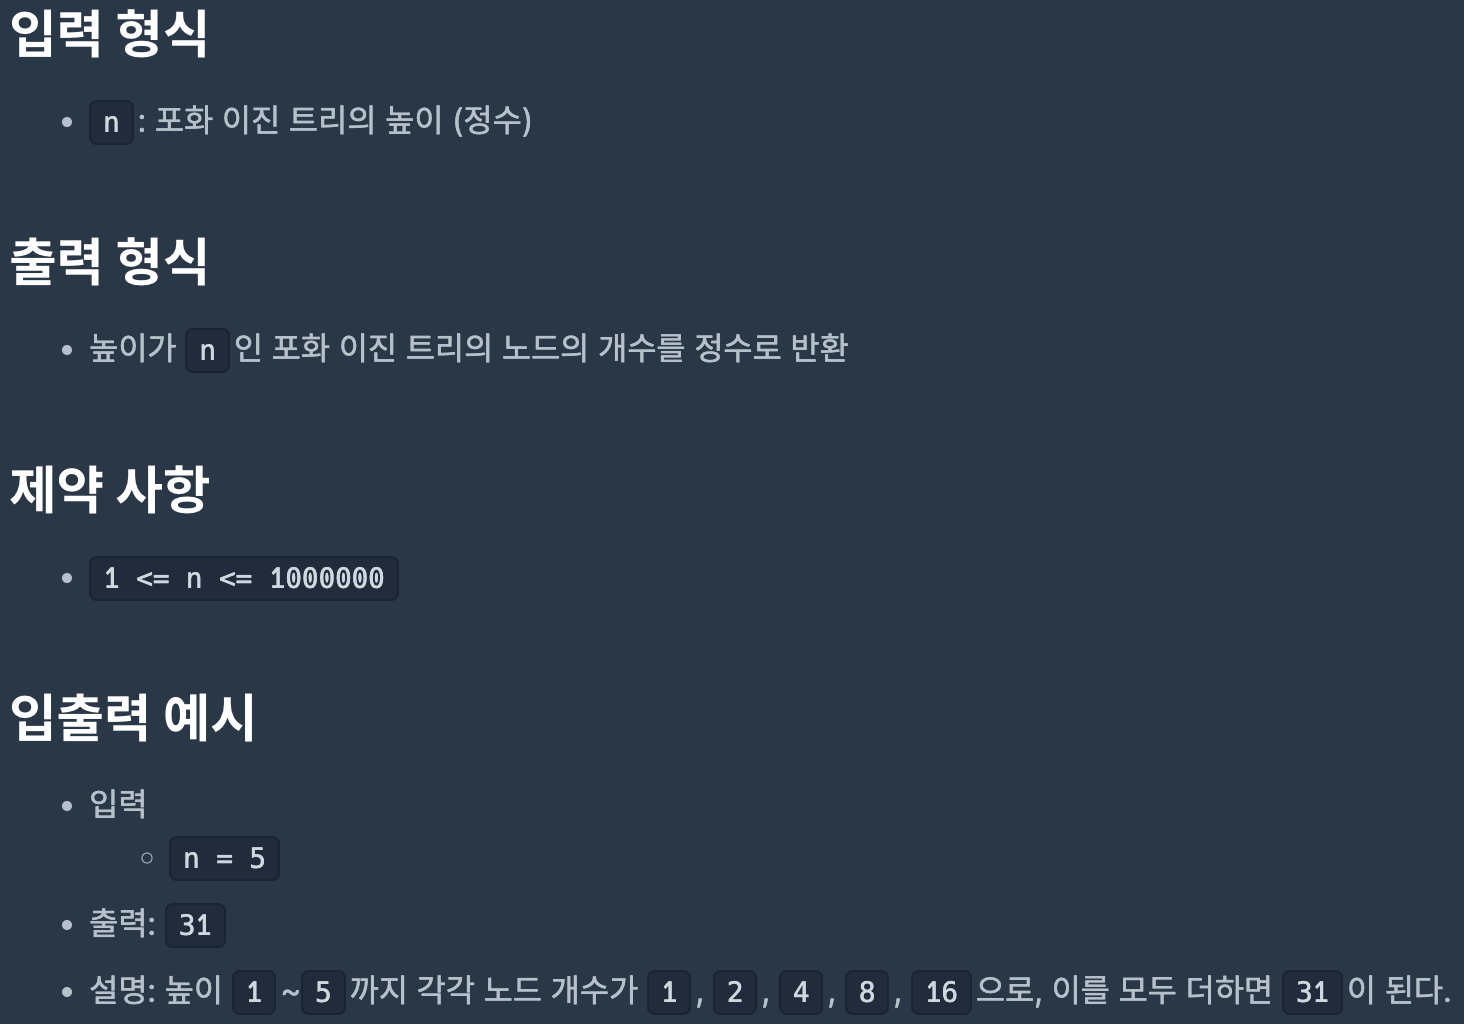 입력 형식
n : 포화 이진 트리의 높이 (정수)
출력 형식
높이가 n 인 포화 이진 트리의 노드의 개수를 정수로 반환
제약 사항
1 <= n <= 1000000
입출력 예시
입력
n = 5
출력: 31
설명: 높이 1 ~ 5 까지 각각 노드 개수가 1 , 2 , 4 , 8 , 16 으로, 이를 모두 더하면 31 이 된다.